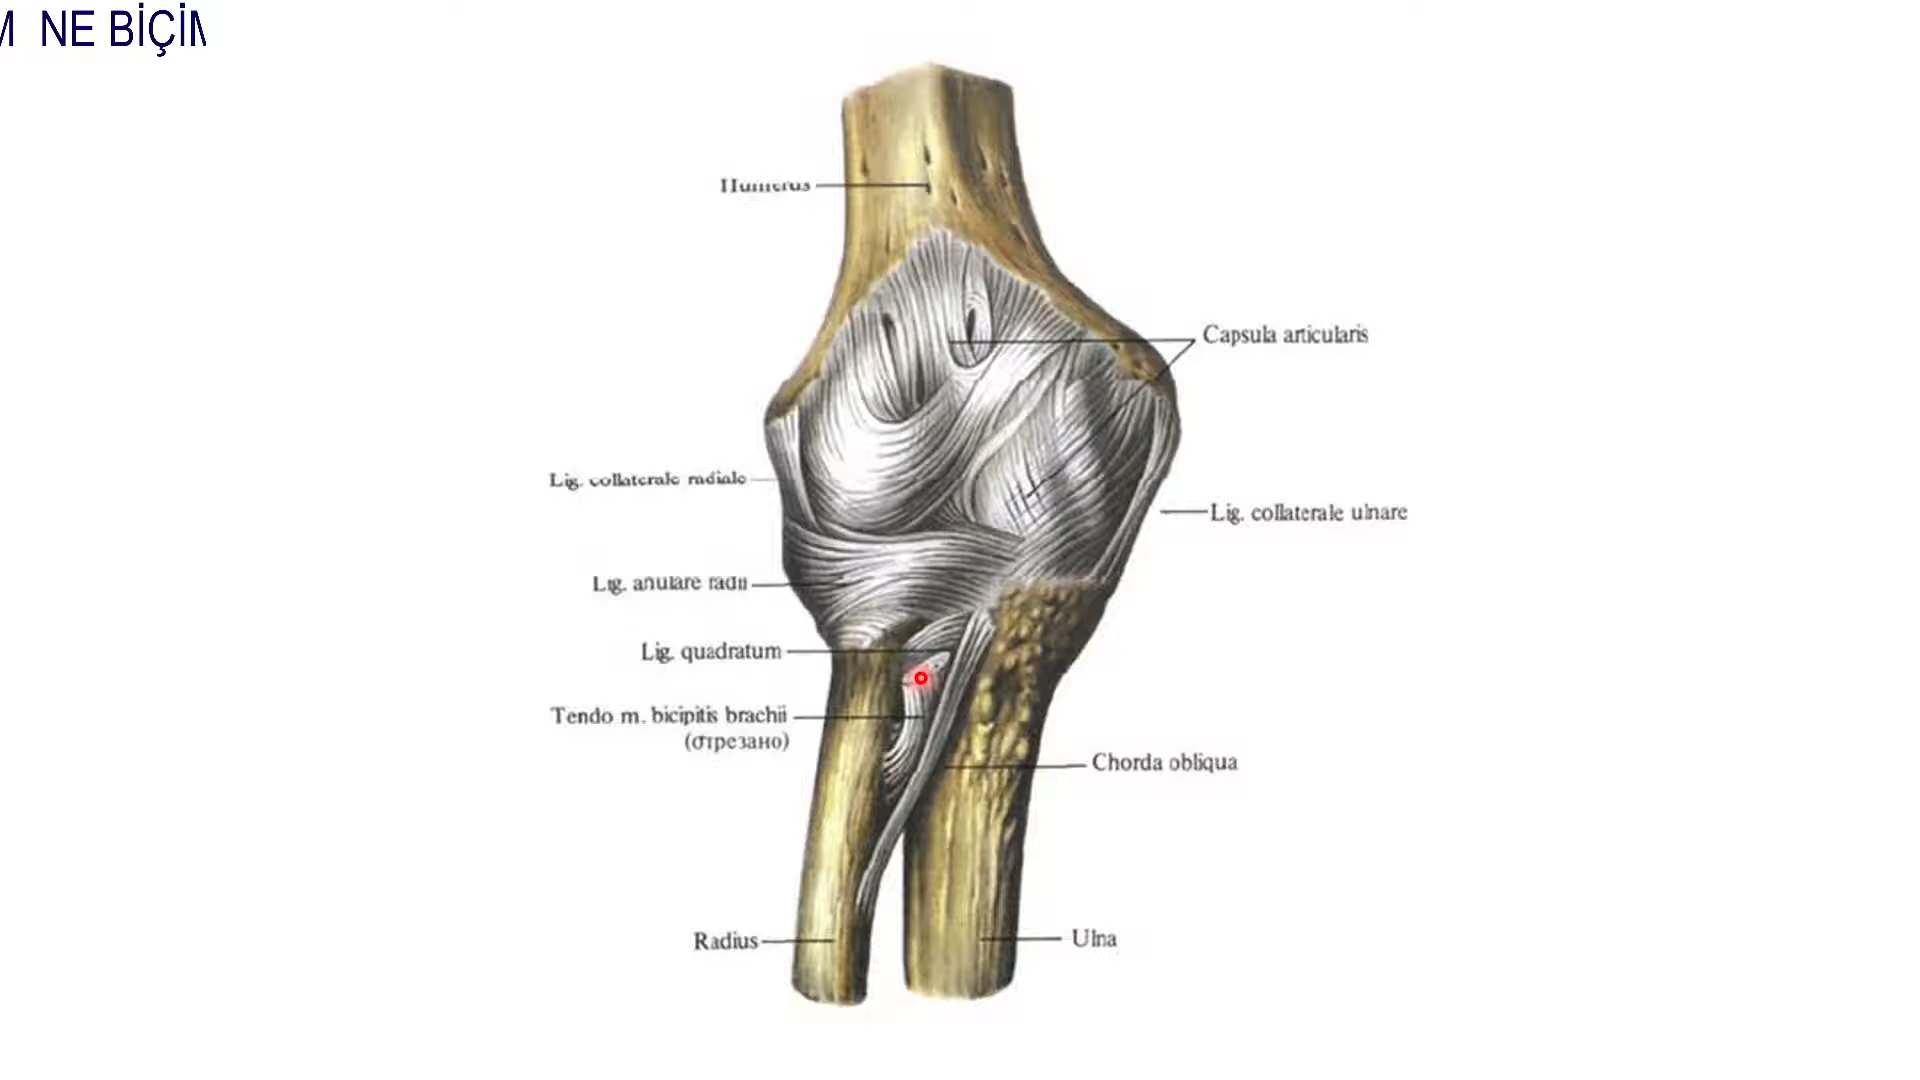 NE BİÇİM
Humerus
Capsula articularis
Lig. collaterale radiale
Lig. collaterale ulnare
Lig. anulare radii
Lig. quadratum
Tendo m. bicipitis brachii
(отрезано)
Chorda obliqua
Radius
Ulna